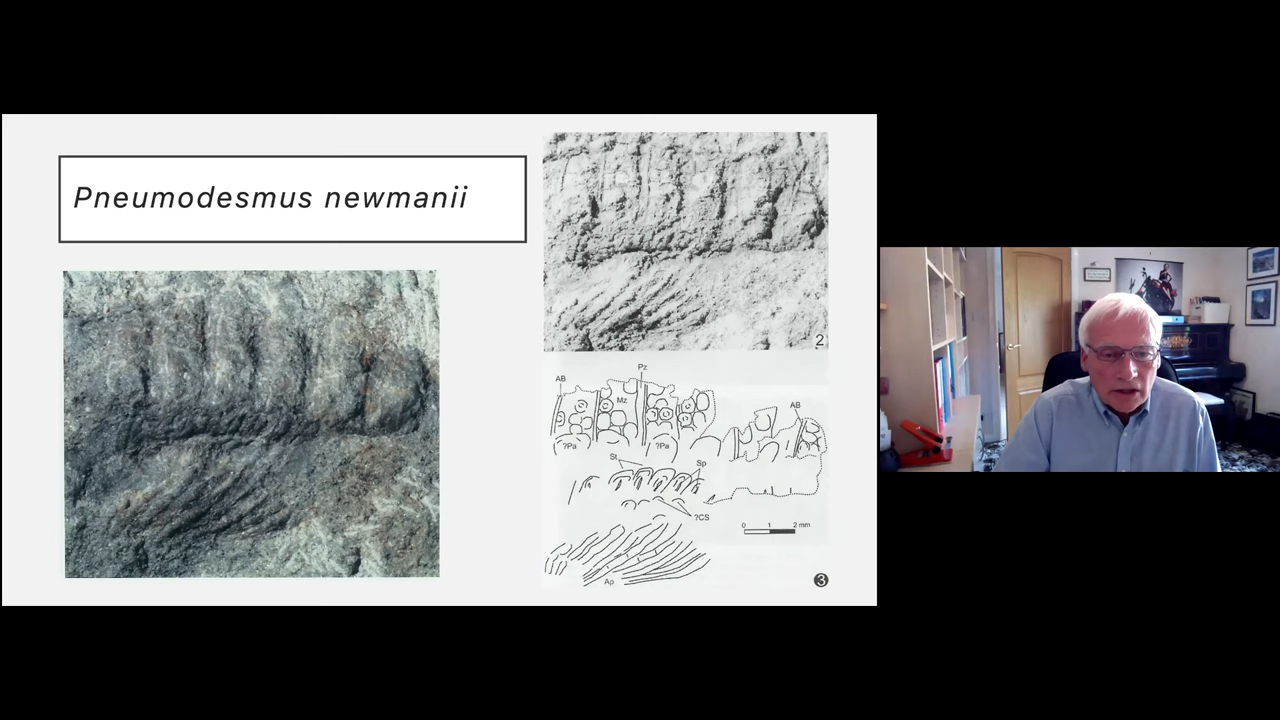 Pneumodesmus newmanii
2
AB
Pz
Mz
AB
?Pa
?Pa
St
Sp
?CS
0 1 2 mm
Ap
3